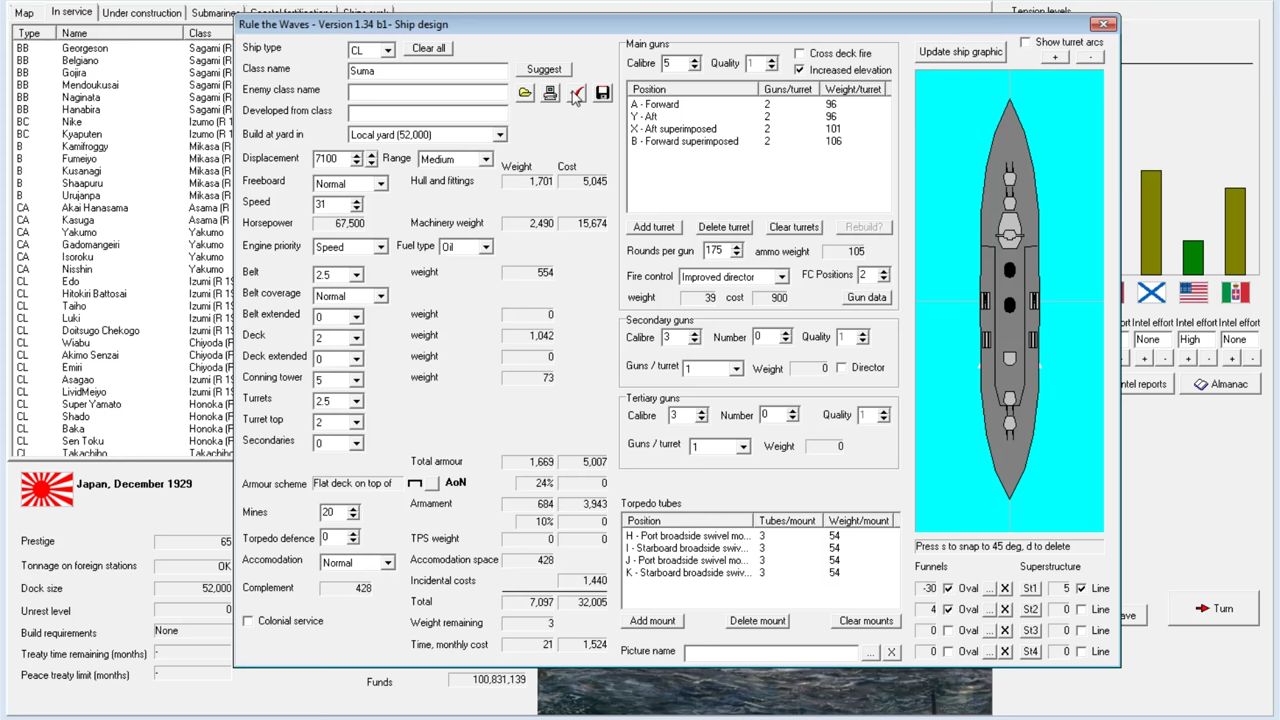 Map In service Under construction Submarines Coastal fortifications Tension levels
Type Name Class
BB Georgeson Sagami (R
BB Belgiano Sagami (R
BB Gojira Sagami (R
BB Mendoukusai Sagami (R
BB Naginata Sagami (R
BB Hanabira Sagami (R
BC Nike Izumo (R 1
BC Kyaputen Izumo (R 1
B Kamifroggy Mikasa (R
B Fumeiyo Mikasa (R
B Kusanagi Mikasa (R
B Shaapuru Mikasa (R
B Urujanpa Mikasa (R
CA Akai Hanasama Asama (R
CA Kasuga Asama (R
CA Yakumo Yakumo (R
CA Gadomangeiri Yakumo (R
CA Isoroku Yakumo (R
CA Nisshin Yakumo (R
CL Edo Izumi (R 19
CL Hitokiri Battosai Izumi (R 19
CL Taiho Izumi (R 19
CL Luki Izumi (R 19
CL Doitsugo Chekogo Izumi (R 19
CL Wiabu Chiyoda (F
CL Akimo Senzai Chiyoda (F
CL Emiri Chiyoda (F
CL Asagao Izumi (R 19
CL LividMeiyo Izumi (R 19
CL Super Yamato Honoka (F
CL Shado Honoka (F
CL Baka Honoka (F
CL Sen Toku Honoka (F
CL Takachiho
Japan, December 1929
Prestige 65
Tonnage on foreign stations OK
Dock size 52,000
Unrest level 0
Build requirements None
Treaty time remaining (months) -
Peace treaty limit (months) -
Funds 100,831,139
Rule the Waves - Version 1.34 b1- Ship design
Ship type CL Clear all
Class name Suma Suggest
Enemy class name
Developed from class
Build at yard in Local yard (52,000)
Displacement 7100 Range Medium Weight Cost
Freeboard Normal Hull and fittings 1,701 5,045
Speed 31
Horsepower 67,500 Machinery weight 2,490 15,674
Engine priority Speed Fuel type Oil
Belt 2.5 weight 554
Belt coverage Normal
Belt extended 0 weight 0
Deck 2 weight 1,042
Deck extended 0 weight 0
Conning tower 5 weight 73
Turrets 2.5
Turret top 2
Secondaries 0
Total armour 1,669 5,007
Armour scheme Flat deck on top of AoN 24% 0
Mines 20 Armament 684 3,943
10% 0
Torpedo defence 0 TPS weight 0 0
Accomodation Normal Accomodation space 428
Complement 428 Incidental costs 1,440
Total 7,097 32,005
Colonial service Weight remaining 3
Time, monthly cost 21 1,524
Main guns
Calibre 5 Quality 1 Cross deck fire
Increased elevation
Position Guns/turret Weight/turret
A - Forward 2 96
Y - Aft 2 96
X - Aft superimposed 2 101
B - Forward superimposed 2 106
Add turret Delete turret Clear turrets Rebuild?
Rounds per gun 175 ammo weight 105
Fire control Improved director FC Positions 2
weight 39 cost 900 Gun data
Secondary guns
Calibre 3 Number 0 Quality 1
Guns / turret 1 Weight 0 Director
Tertiary guns
Calibre 3 Number 0 Quality 1
Guns / turret 1 Weight 0
Torpedo tubes
Position Tubes/mount Weight/mount
H - Port broadside swivel mo... 3 54
I - Starboard broadside swiv... 3 54
J - Port broadside swivel mo... 3 54
K - Starboard broadside swiv... 3 54
Add mount Delete mount Clear mounts
Picture name ... X
Update ship graphic Show turret arcs
+ -
Press s to snap to 45 deg, d to delete
Funnels Superstructure
-30 Oval ... X St1 5 Line
4 Oval ... X St2 0 Line
0 Oval ... X St3 0 Line
0 Oval ... X St4 0 Line
Intel effort Intel effort Intel effort
None High None
+ - + - + -
Intel reports Almanac
Turn